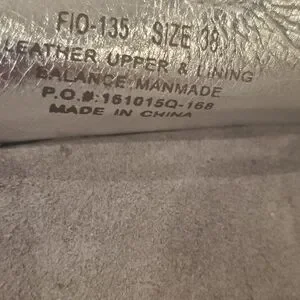 FIO-135 SIZE 38
LEATHER UPPER & LINING
BALANCE MANMADE
P.O.#:161015Q-168
MADE IN CHINA